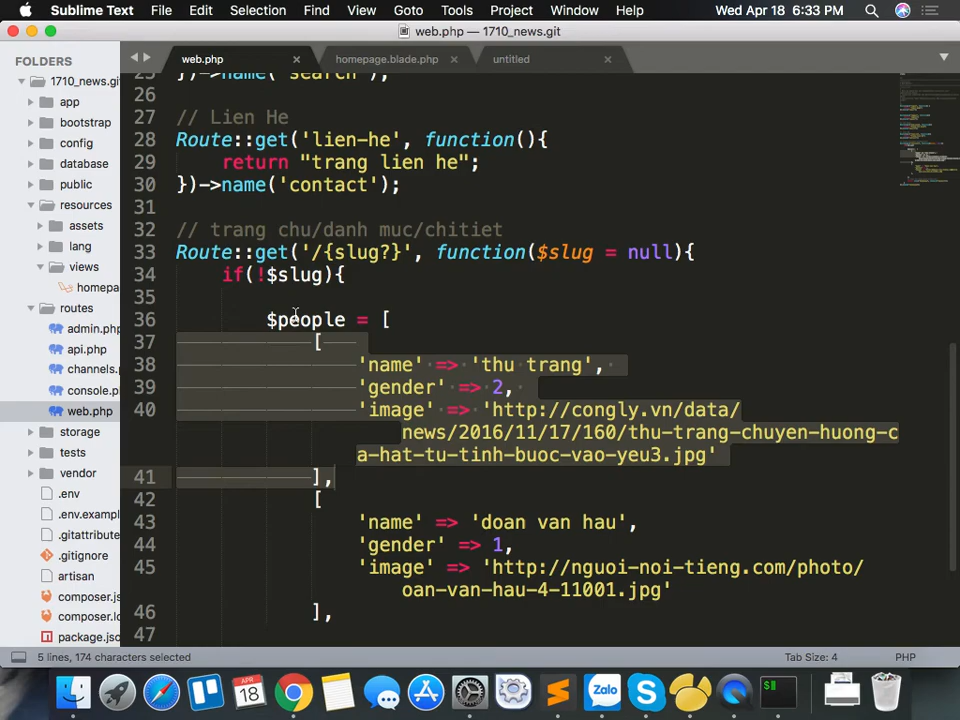 Sublime Text File Edit Selection Find View Goto Tools Project Window Help Wed Apr 18 6:33 PM
web.php — 1710_news.git
FOLDERS
1710_news.git
app
bootstrap
config
database
public
resources
assets
lang
views
homepa
routes
admin.php
api.php
channels.
console.p
web.php
storage
tests
vendor
.env
.env.exampl
.gitattribute
.gitignore
artisan
composer.js
composer.lo
package.jso
web.php homepage.blade.php untitled
25 })->name('search');
26
27 // Lien He
28 Route::get('lien-he', function(){
29 return "trang lien he";
30 })->name('contact');
31
32 // trang chu/danh muc/chitiet
33 Route::get('/{slug?}', function($slug = null){
34 if(!$slug){
35
36 $people = [
37 [
38 'name' => 'thu trang',
39 'gender' => 2,
40 'image' => 'http://congly.vn/data/
news/2016/11/17/160/thu-trang-chuyen-huong-c
a-hat-tu-tinh-buoc-vao-yeu3.jpg'
41 ],
42 [
43 'name' => 'doan van hau',
44 'gender' => 1,
45 'image' => 'http://nguoi-noi-tieng.com/photo/
oan-van-hau-4-11001.jpg'
46 ],
47
5 lines, 174 characters selected Tab Size: 4 PHP
APR
18
Zalo